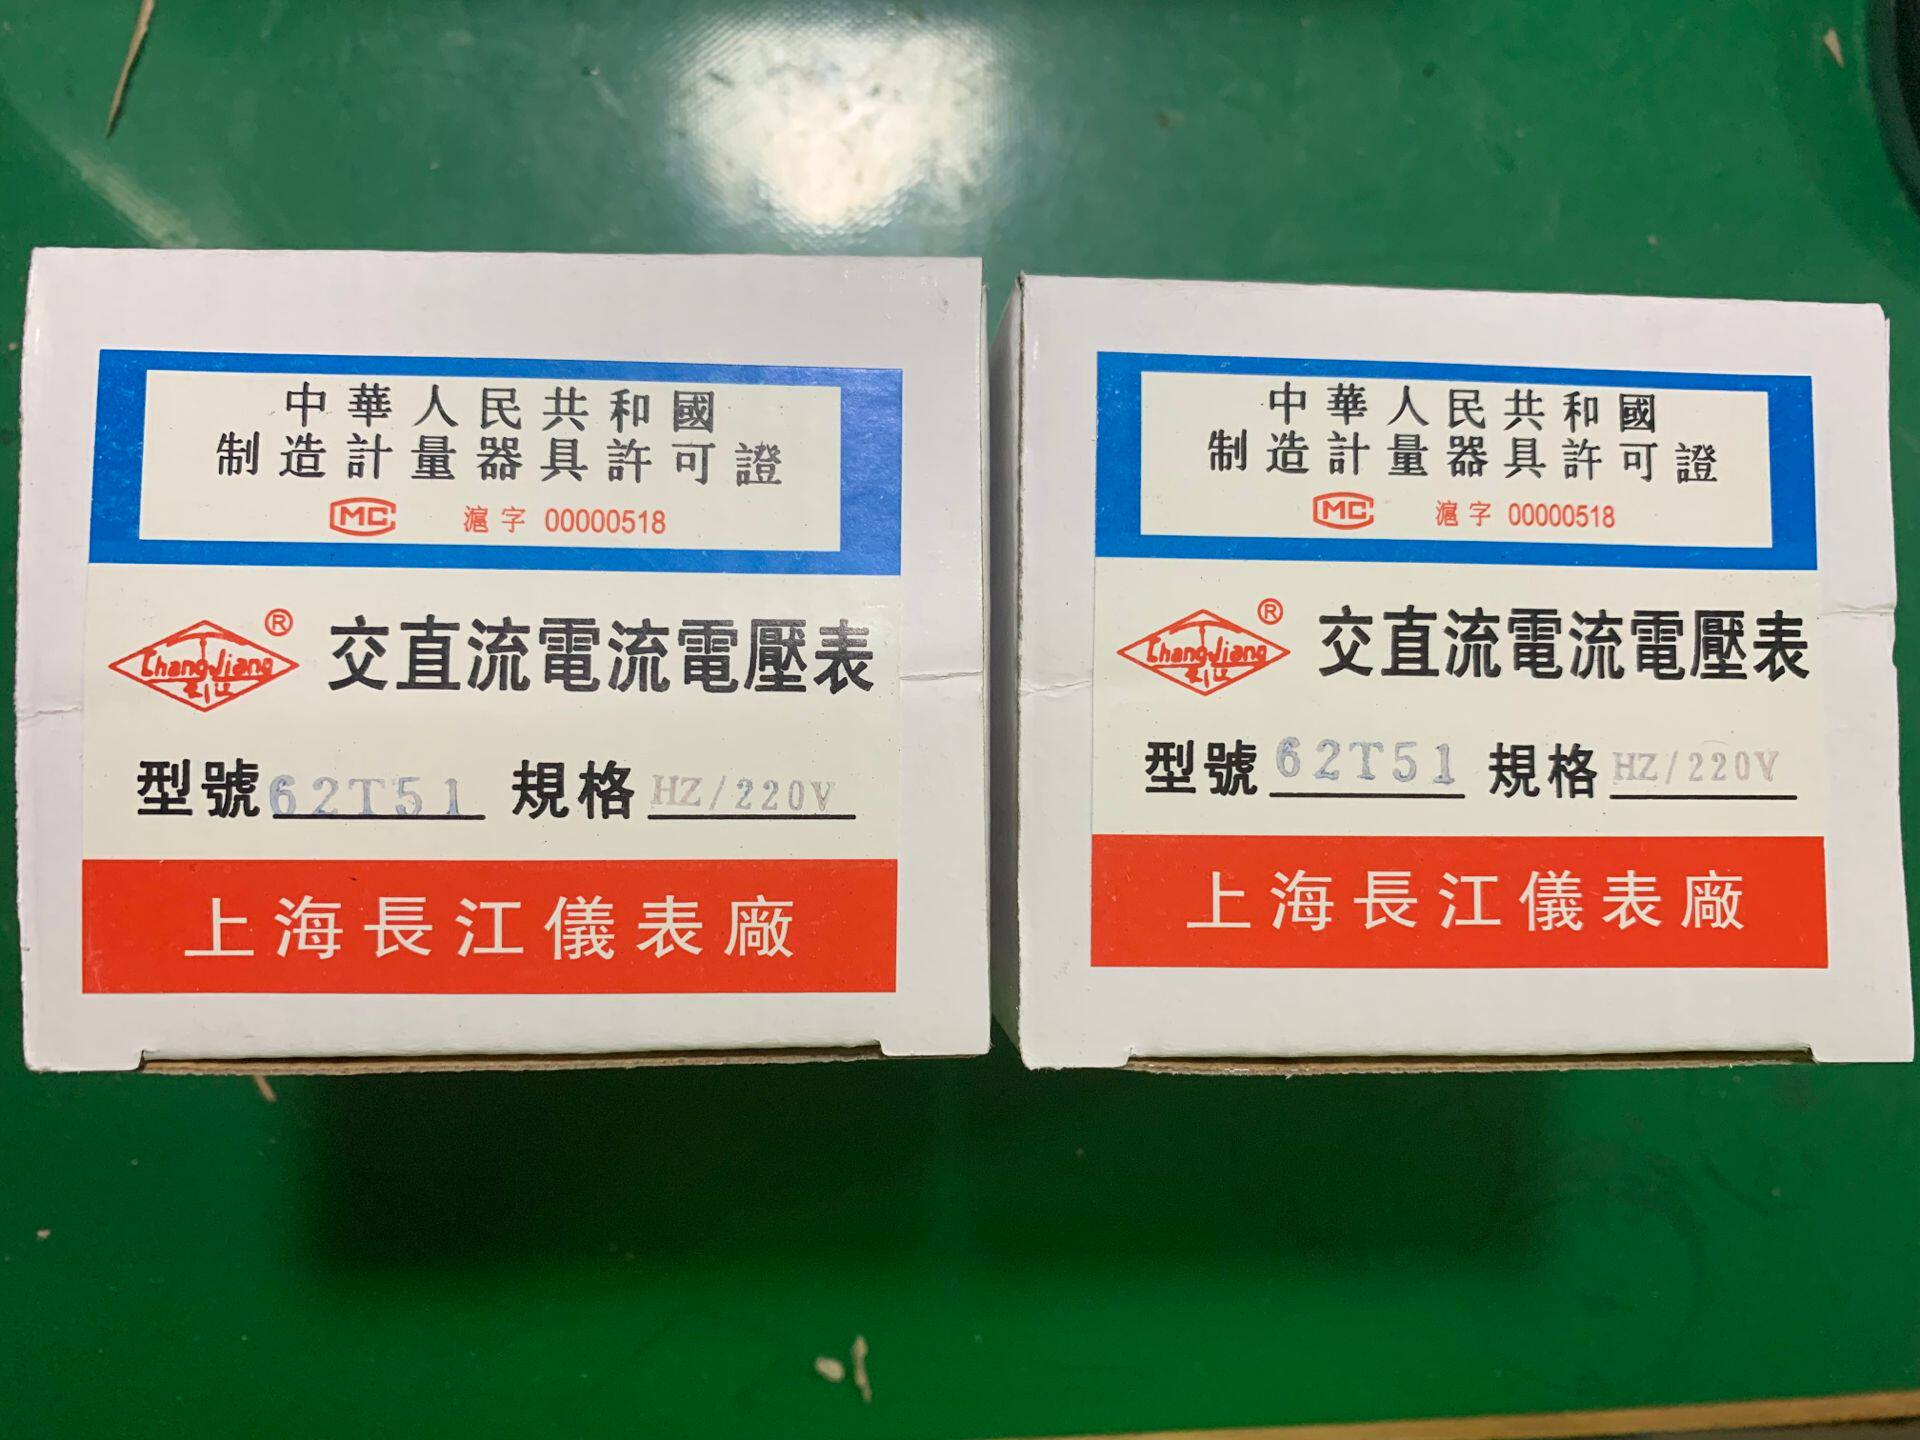 中華人民共和國
制造計量器具許可證
MC 滬字 00000518
ChangJiang ® 交直流電流電壓表
型號 62T51 規格 HZ/220V
上海長江儀表廠
中華人民共和國
制造計量器具許可證
MC 滬字 00000518
ChangJiang ® 交直流電流電壓表
型號 62T51 規格 HZ/220V
上海長江儀表廠